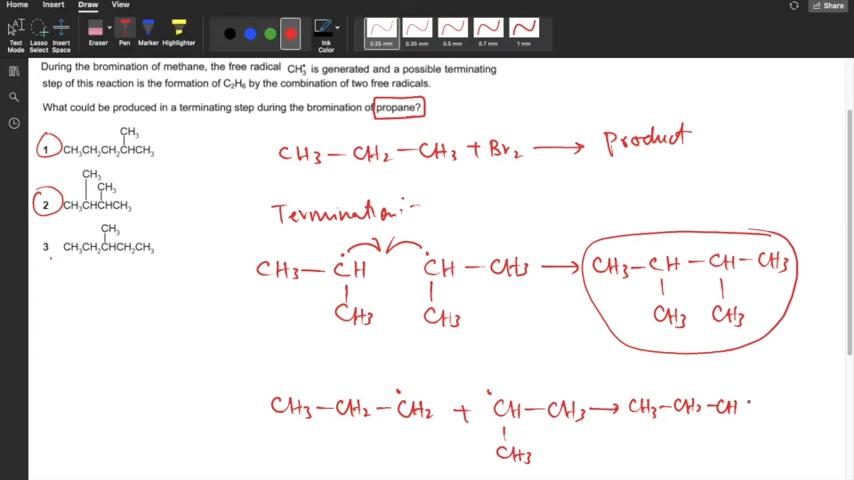 Home Insert Draw View
Share
Text Mode
Lasso Select
Insert Space
Eraser
Pen
Marker
Highlighter
Ink Color
0.25 mm
0.35 mm
0.5 mm
0.7 mm
1 mm
During the bromination of methane, the free radical CH₃• is generated and a possible terminating
step of this reaction is the formation of C₂H₆ by the combination of two free radicals.
What could be produced in a terminating step during the bromination of propane?
CH₃
1 CH₃CH₂CH₂CHCH₃
CH₃
CH₃
2 CH₃CHCHCH₃
CH₃
3 CH₃CH₂CHCH₂CH₃
CH₃—CH₂—CH₃ + Br₂ ⟶ Product
Termination:-
CH₃—ĊH ĊH—CH₃ ⟶ CH₃—CH—CH—CH₃
CH₃ CH₃ CH₃ CH₃
CH₃—CH₂—ĊH₂ + ĊH—CH₃ ⟶ CH₃—CH₂—CH
CH₃